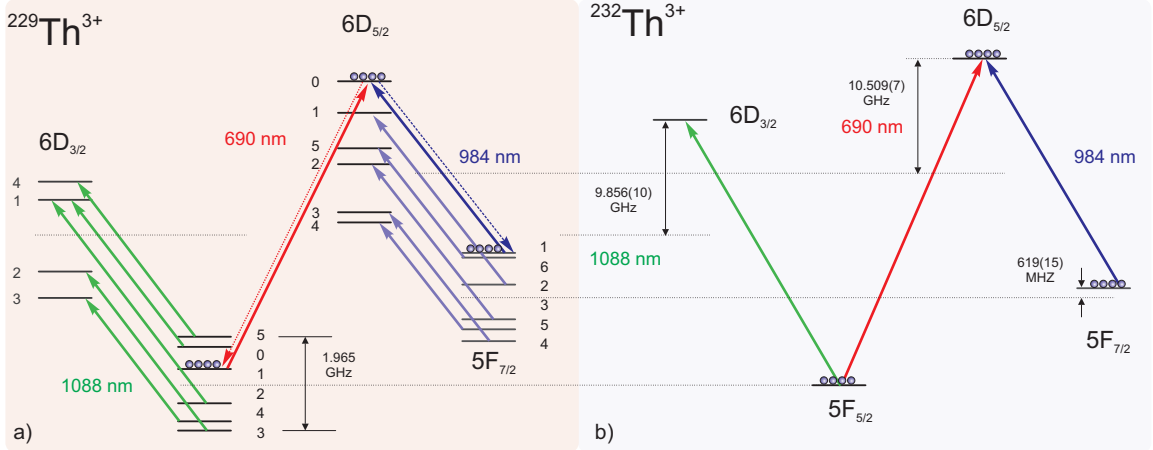 229Th3+
6D5/2
0
1
5
2
3
4
690 nm
984 nm
6D3/2
4
1
2
3
1
6
2
3
5
4
5F7/2
5
0
1
2
4
3
1.965
GHz
1088 nm
a)
232Th3+
6D5/2
10.509(7)
GHz
690 nm
6D3/2
984 nm
9.856(10)
GHz
1088 nm
619(15)
MHZ
5F7/2
5F5/2
b)